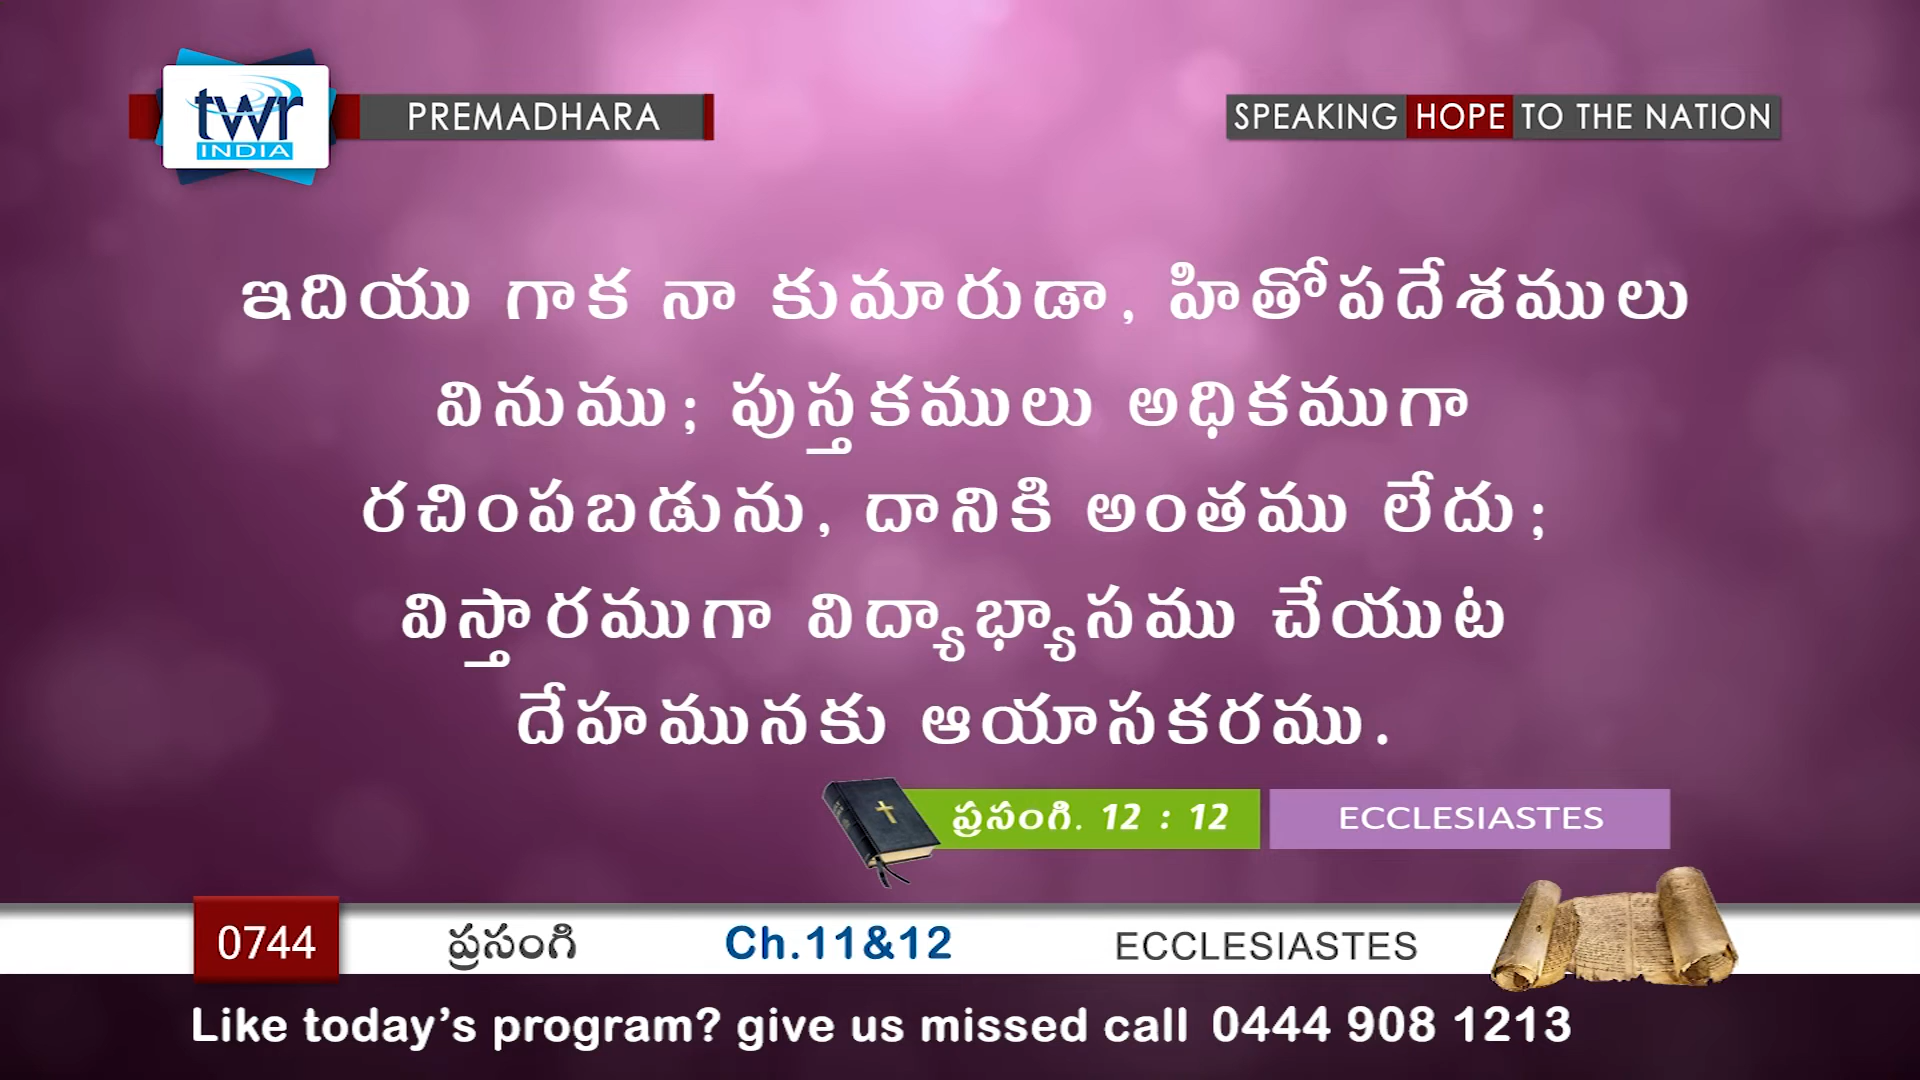 twr
INDIA
PREMADHARA
SPEAKING HOPE TO THE NATION
ఇదియు గాక నా కుమారుడా, హితోపదేశములు
వినుము; పుస్తకములు అధికముగా
రచింపబడును, దానికి అంతము లేదు;
విస్తారముగా విద్యాభ్యాసము చేయుట
దేహమునకు ఆయాసకరము.
ప్రసంగి. 12 : 12
ECCLESIASTES
0744 ప్రసంగి Ch.11&12 ECCLESIASTES
Like today’s program? give us missed call 0444 908 1213